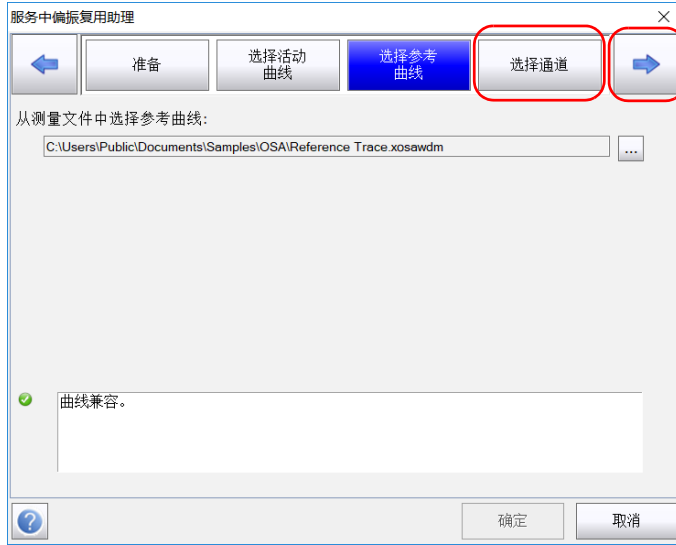 服务中偏振复用助理
准备
选择活动
曲线
选择参考
曲线
选择通道
从测量文件中选择参考曲线:
C:\Users\Public\Documents\Samples\OSA\Reference Trace.xosawdm
...
曲线兼容。
确定
取消